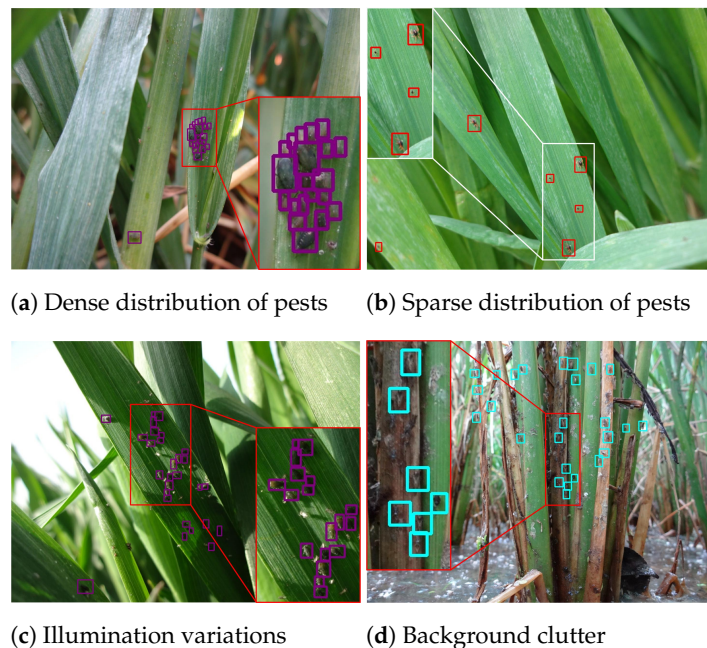 (a) Dense distribution of pests
(b) Sparse distribution of pests
(c) Illumination variations
(d) Background clutter